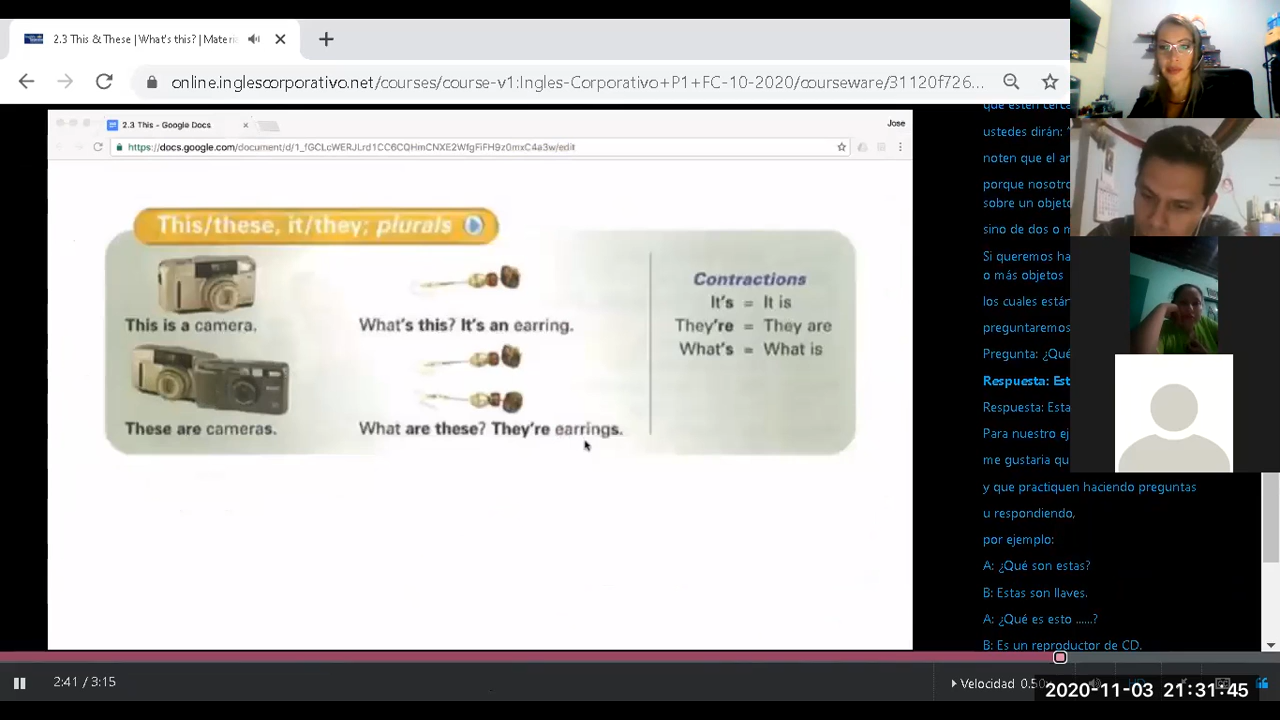 2.3 This & These | What's this? | Materi
online.inglescorporativo.net/courses/course-v1:Ingles-Corporativo+P1+FC-10-2020/courseware/31120f726...
2.3 This - Google Docs
Jose
https://docs.google.com/document/d/1_fGCLcWERJLrd1CC6CQHmCNXE2WfgFiFH9z0mxC4a3w/edit
This/these, it/they; plurals
This is a camera.
What's this? It's an earring.
These are cameras.
What are these? They're earrings.
Contractions
It's = It is
They're = They are
What's = What is
que estén cerca
ustedes dirán:
noten que el
porque nosotro
sobre un objeto
sino de dos o m
Si queremos ha
o más objetos
los cuales están
preguntaremos
Pregunta: ¿Qué
Respuesta: Est
Respuesta: Esta
Para nuestro ej
me gustaria qu
y que practiquen haciendo preguntas
u respondiendo,
por ejemplo:
A: ¿Qué son estas?
B: Estas son llaves.
A: ¿Qué es esto ......?
B: Es un reproductor de CD.
2:41 / 3:15
Velocidad 0.50x
2020-11-03 21:31:45